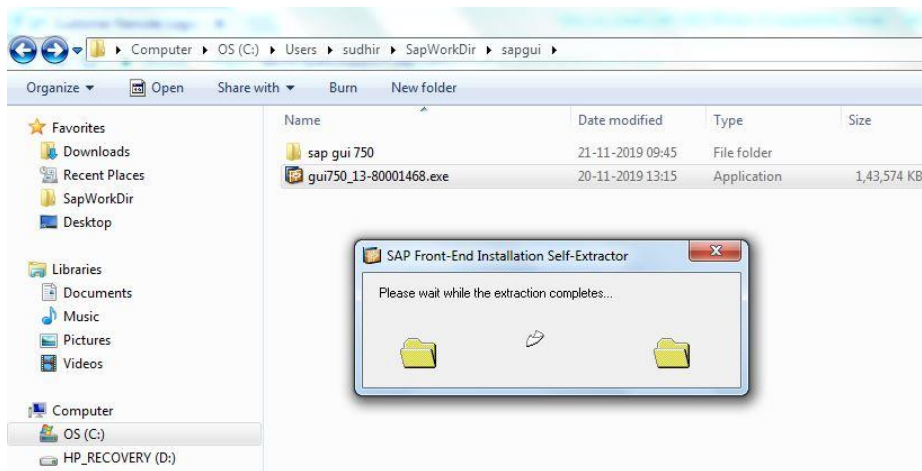 Computer ▸ OS (C:) ▸ Users ▸ sudhir ▸ SapWorkDir ▸ sapgui ▸
Organize ▾ Open Share with ▾ Burn New folder
Name Date modified Type Size
Favorites
Downloads
Recent Places
SapWorkDir
Desktop
Libraries
Documents
Music
Pictures
Videos
Computer
OS (C:)
HP_RECOVERY (D:)
sap gui 750 21-11-2019 09:45 File folder
gui750_13-80001468.exe 20-11-2019 13:15 Application 1,43,574 KB
SAP Front-End Installation Self-Extractor
Please wait while the extraction completes...